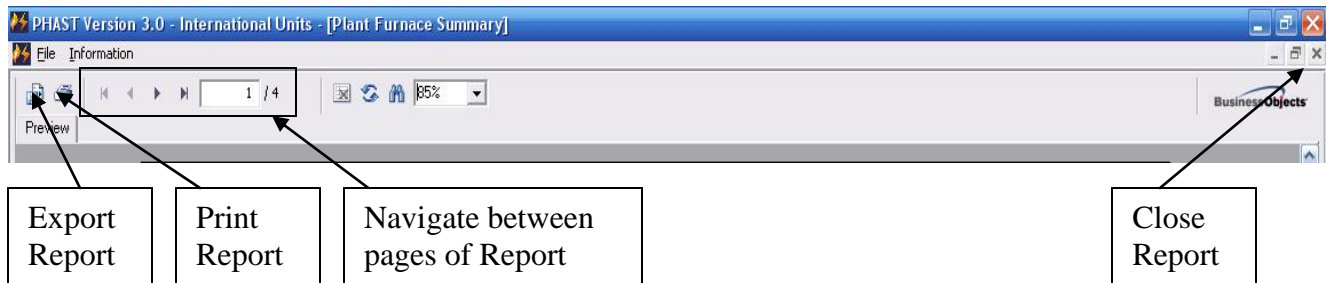 PHAST Version 3.0 - International Units - [Plant Furnace Summary]
File Information
1 / 4 85%
BusinessObjects
Preview
Export Report
Print Report
Navigate between pages of Report
Close Report